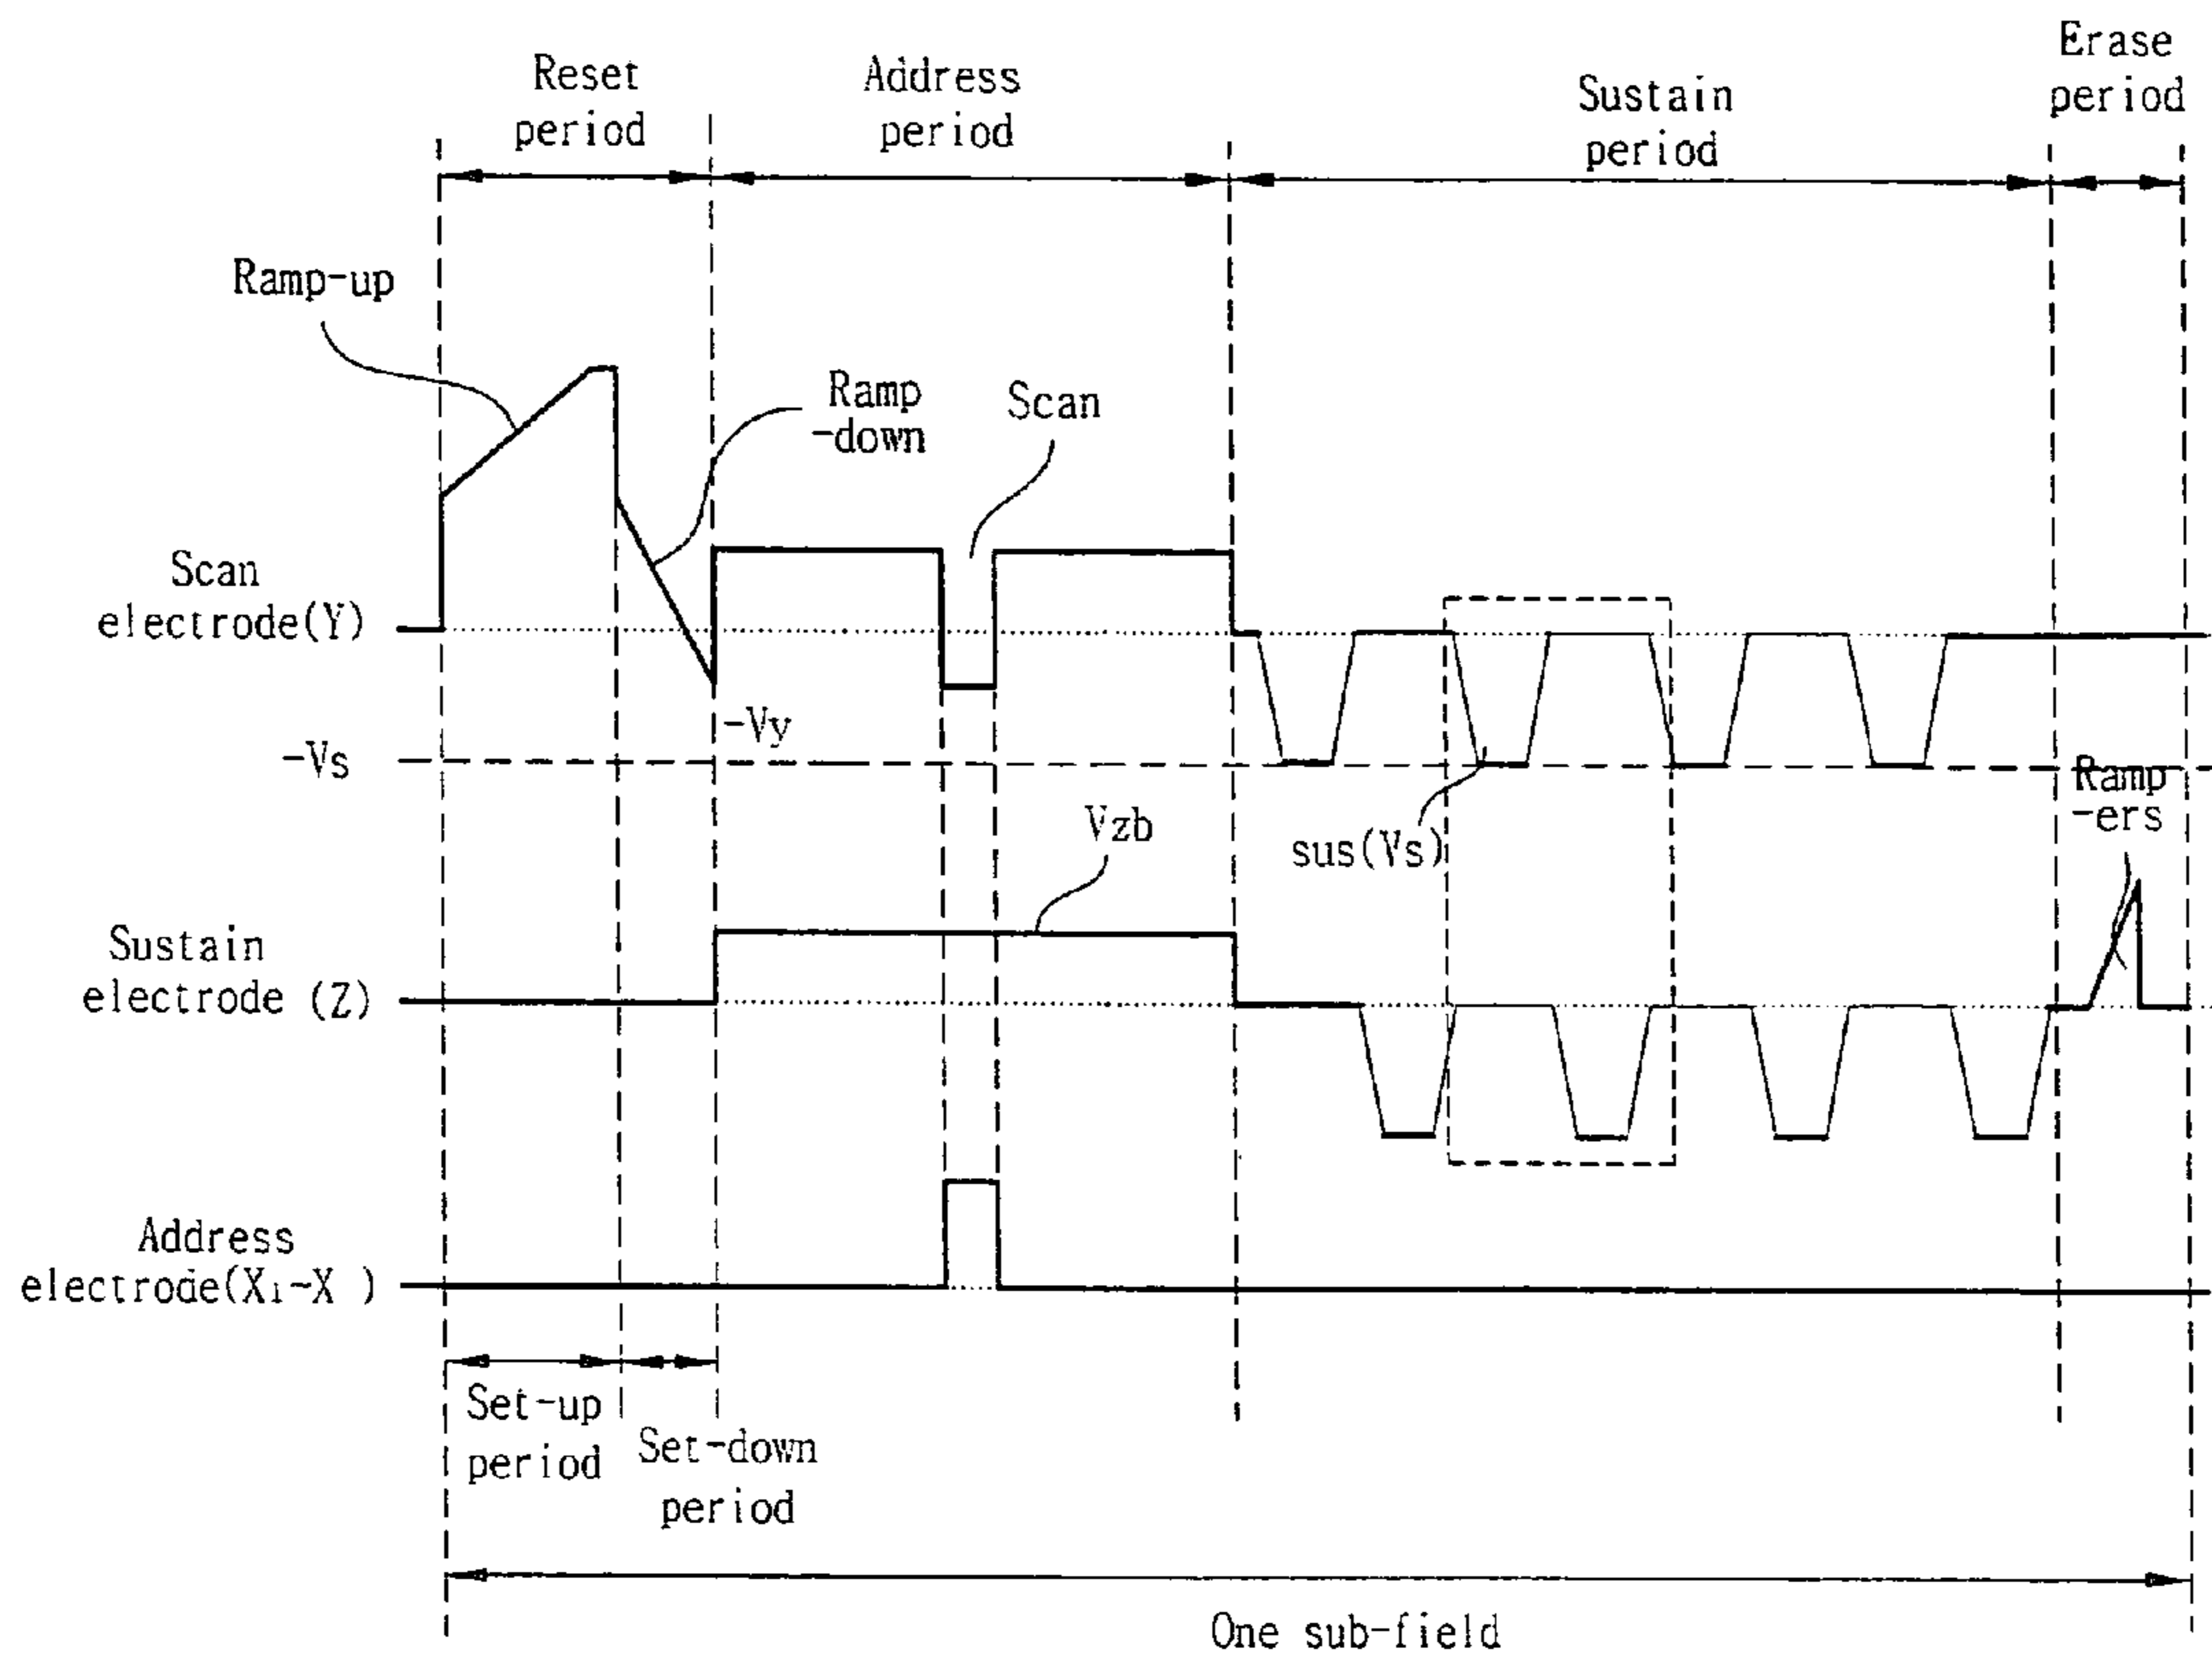 Reset
period
Address
period
Sustain
period
Erase
period
Ramp-up
Ramp
-down
Scan
Scan
electrode(Y)
-Vy
-Vs
Ramp
-ers
Vzb
sus(Vs)
Sustain
electrode (Z)
Address
electrode(X1-X )
Set-up
period
Set-down
period
One sub-field